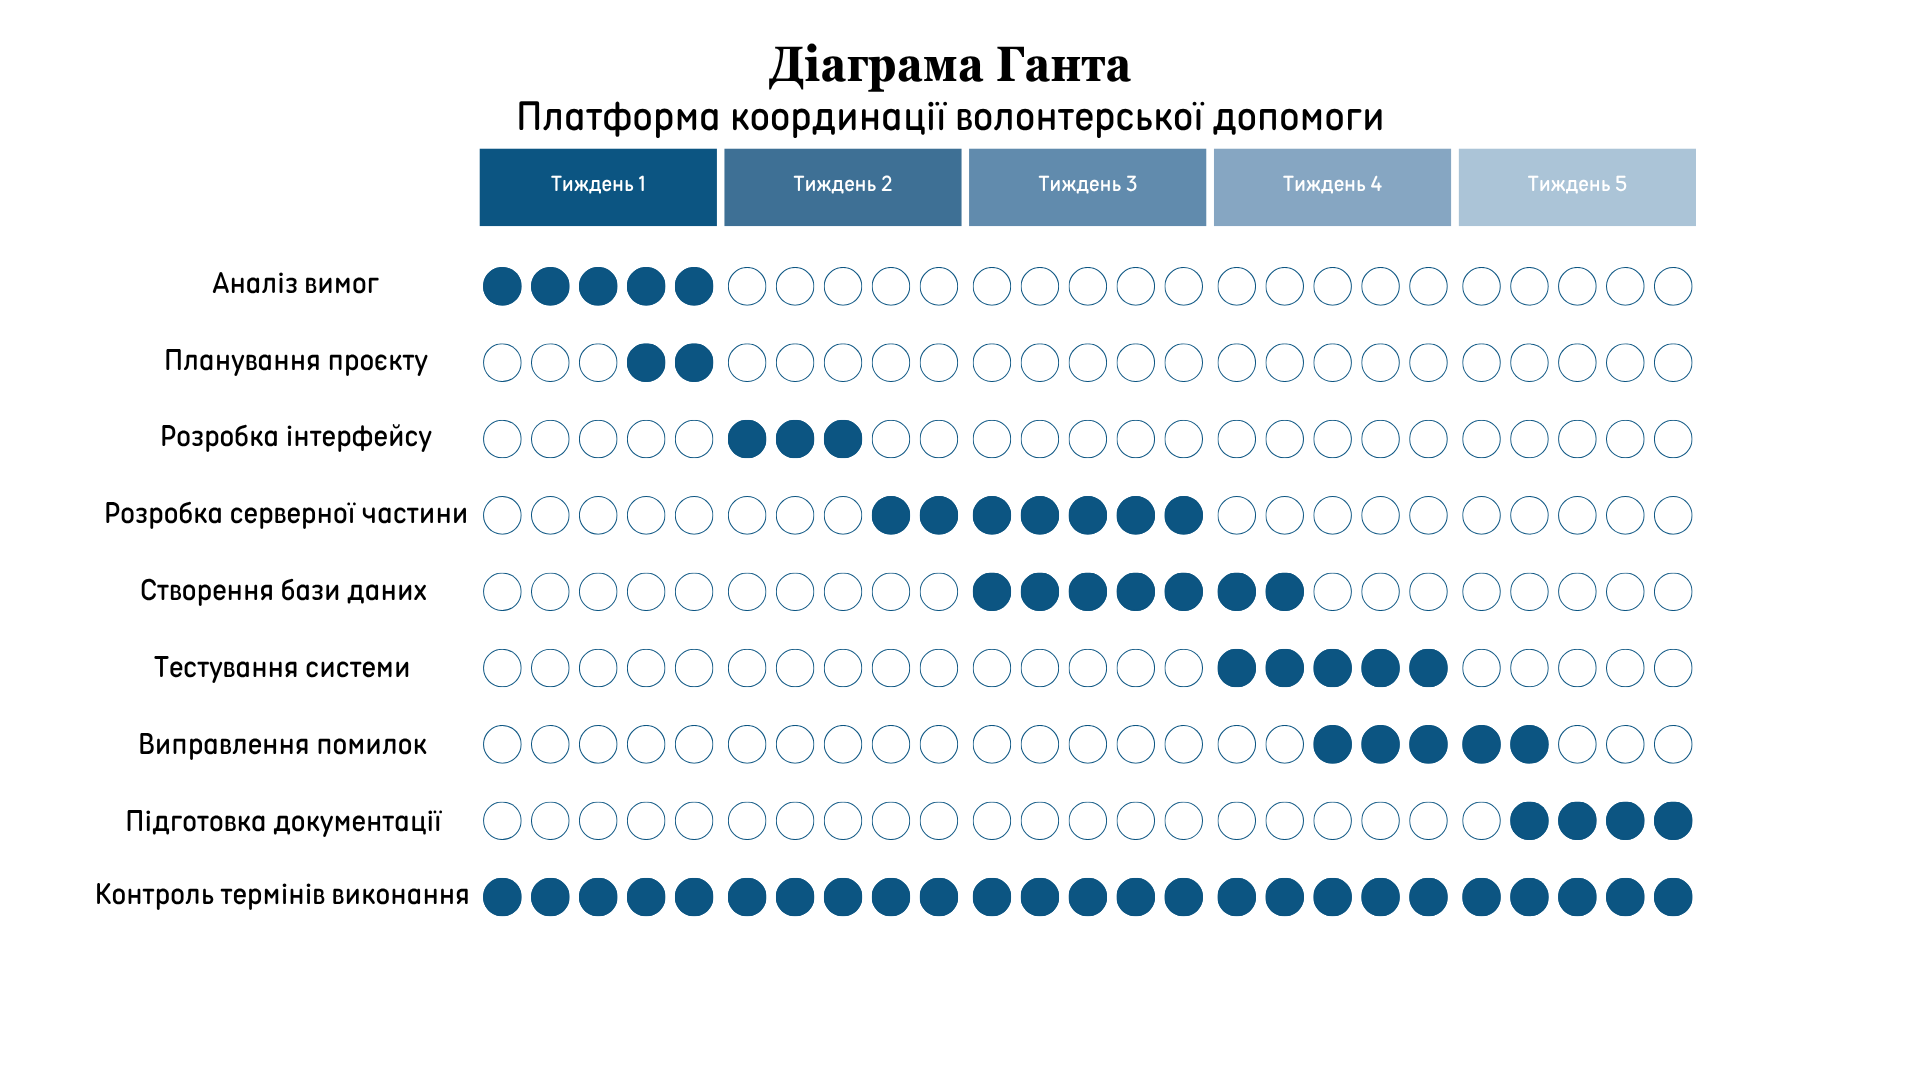 Діаграма Ганта
Платформа координації волонтерської допомоги
Тиждень 1
Тиждень 2
Тиждень 3
Тиждень 4
Тиждень 5
Аналіз вимог
Планування проєкту
Розробка інтерфейсу
Розробка серверної частини
Створення бази даних
Тестування системи
Виправлення помилок
Підготовка документації
Контроль термінів виконання